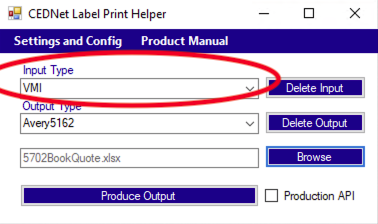 CEDNet Label Print Helper
Settings and Config Product Manual
Input Type
VMI
Delete Input
Output Type
Avery5162
Delete Output
5702BookQuote.xlsx
Browse
Produce Output
Production API